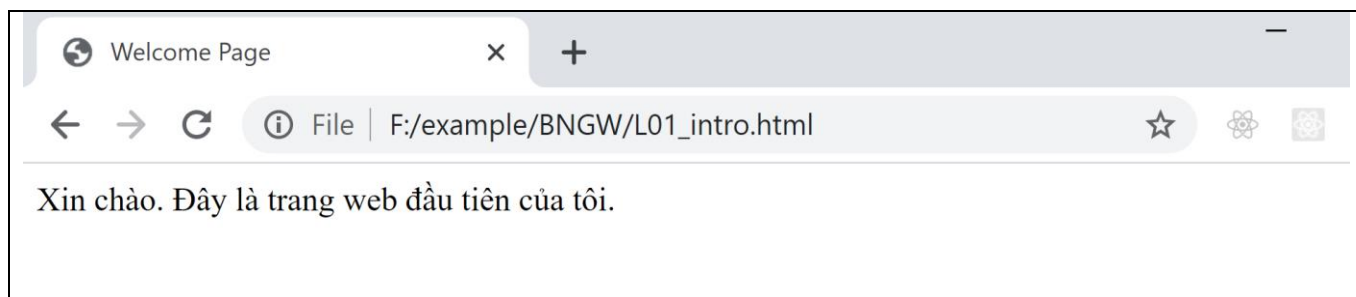 Welcome Page
File F:/example/BNGW/L01_intro.html
Xin chào. Đây là trang web đầu tiên của tôi.